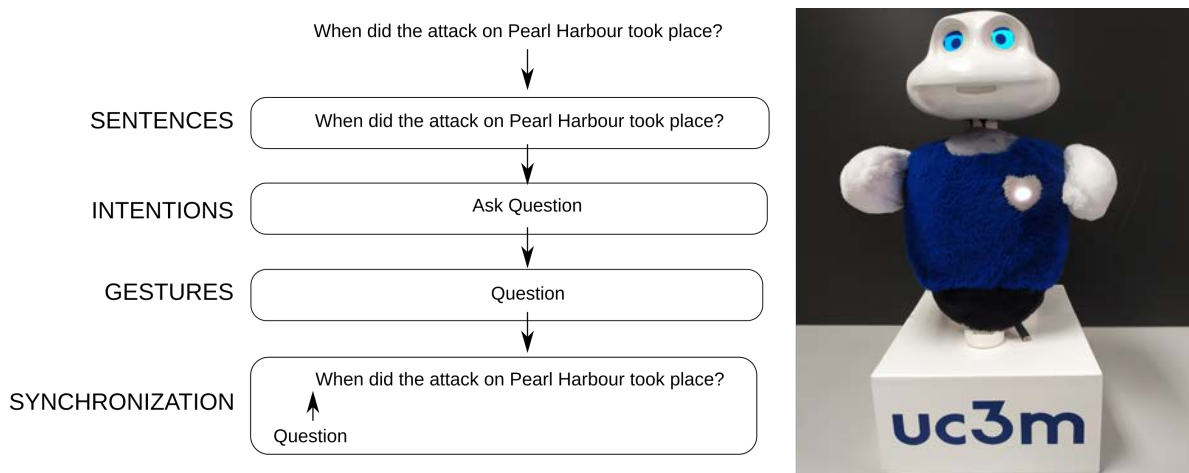 When did the attack on Pearl Harbour took place?
SENTENCES
When did the attack on Pearl Harbour took place?
INTENTIONS
Ask Question
GESTURES
Question
SYNCHRONIZATION
When did the attack on Pearl Harbour took place?
Question
uc3m